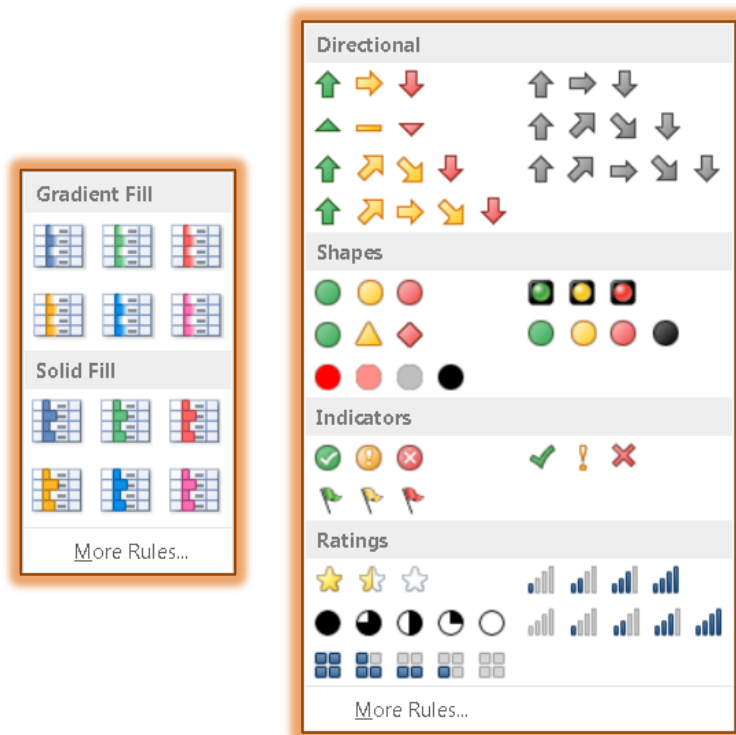 Gradient Fill
Solid Fill
More Rules...
Directional
Shapes
Indicators
Ratings
More Rules...